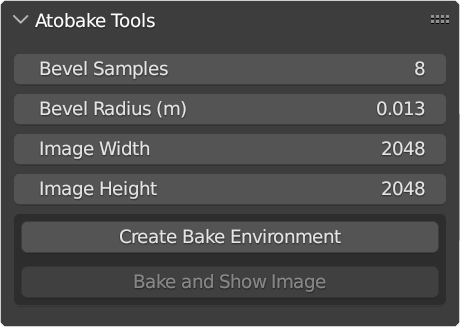 Atobake Tools
Bevel Samples 8
Bevel Radius (m) 0.013
Image Width 2048
Image Height 2048
Create Bake Environment
Bake and Show Image